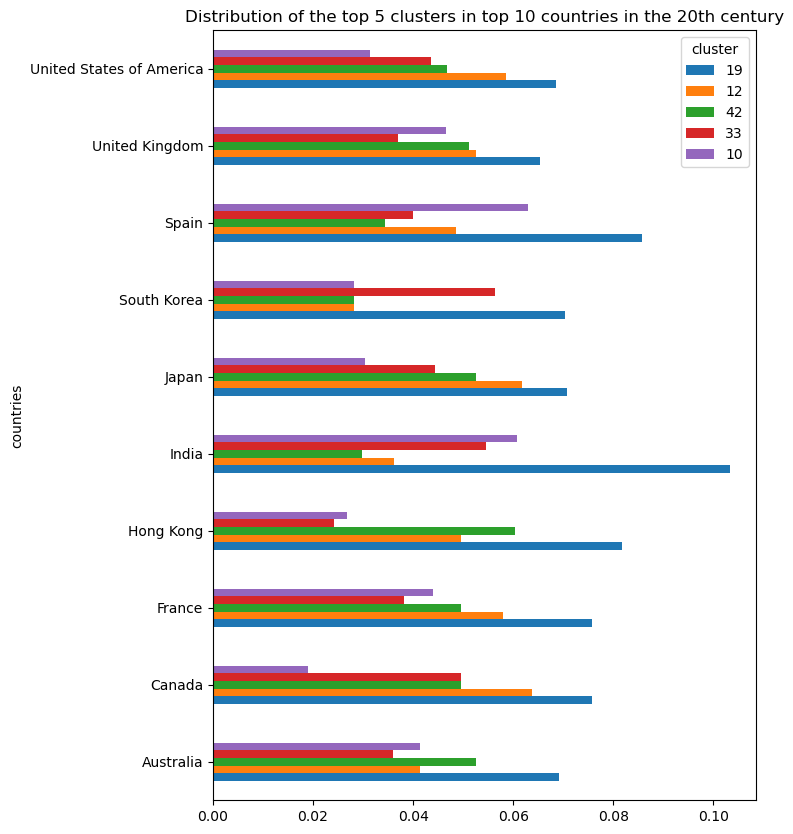 Distribution of the top 5 clusters in top 10 countries in the 20th century
cluster
19
12
42
33
10
United States of America
United Kingdom
Spain
South Korea
Japan
India
Hong Kong
France
Canada
Australia
countries
0.00 0.02 0.04 0.06 0.08 0.10